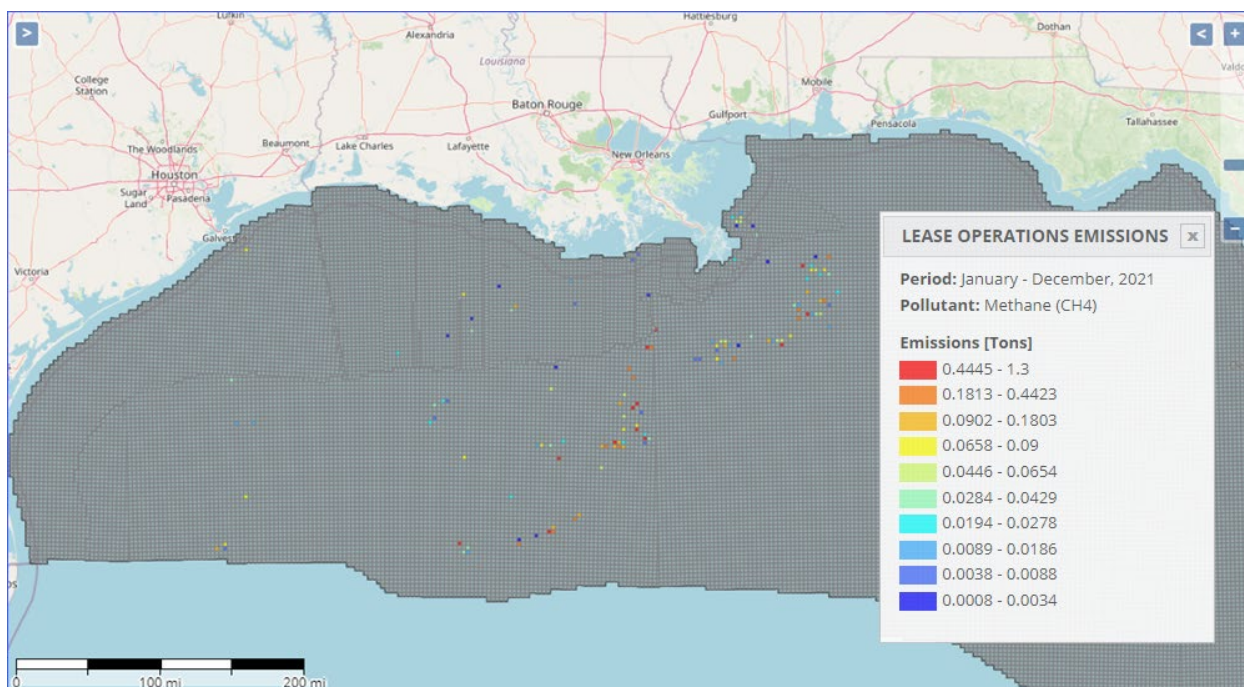 Lufkin
Hattiesburg
Dothan
>
<
+
Alexandria
Louisiana
College
Station
Valdo
Mobile
Baton Rouge
Gulfport
Pensacola
Tallahassee
The Woodlands
Beaumont
Lake Charles
Lafayette
New Orleans
Houston
Sugar
Land
Pasadena
Galves
Victoria
−
LEASE OPERATIONS EMISSIONS x
Period: January - December, 2021
Pollutant: Methane (CH4)
Emissions [Tons]
0.4445 - 1.3
0.1813 - 0.4423
0.0902 - 0.1803
0.0658 - 0.09
0.0446 - 0.0654
0.0284 - 0.0429
0.0194 - 0.0278
0.0089 - 0.0186
0.0038 - 0.0088
0.0008 - 0.0034
os
0 100 mi 200 mi